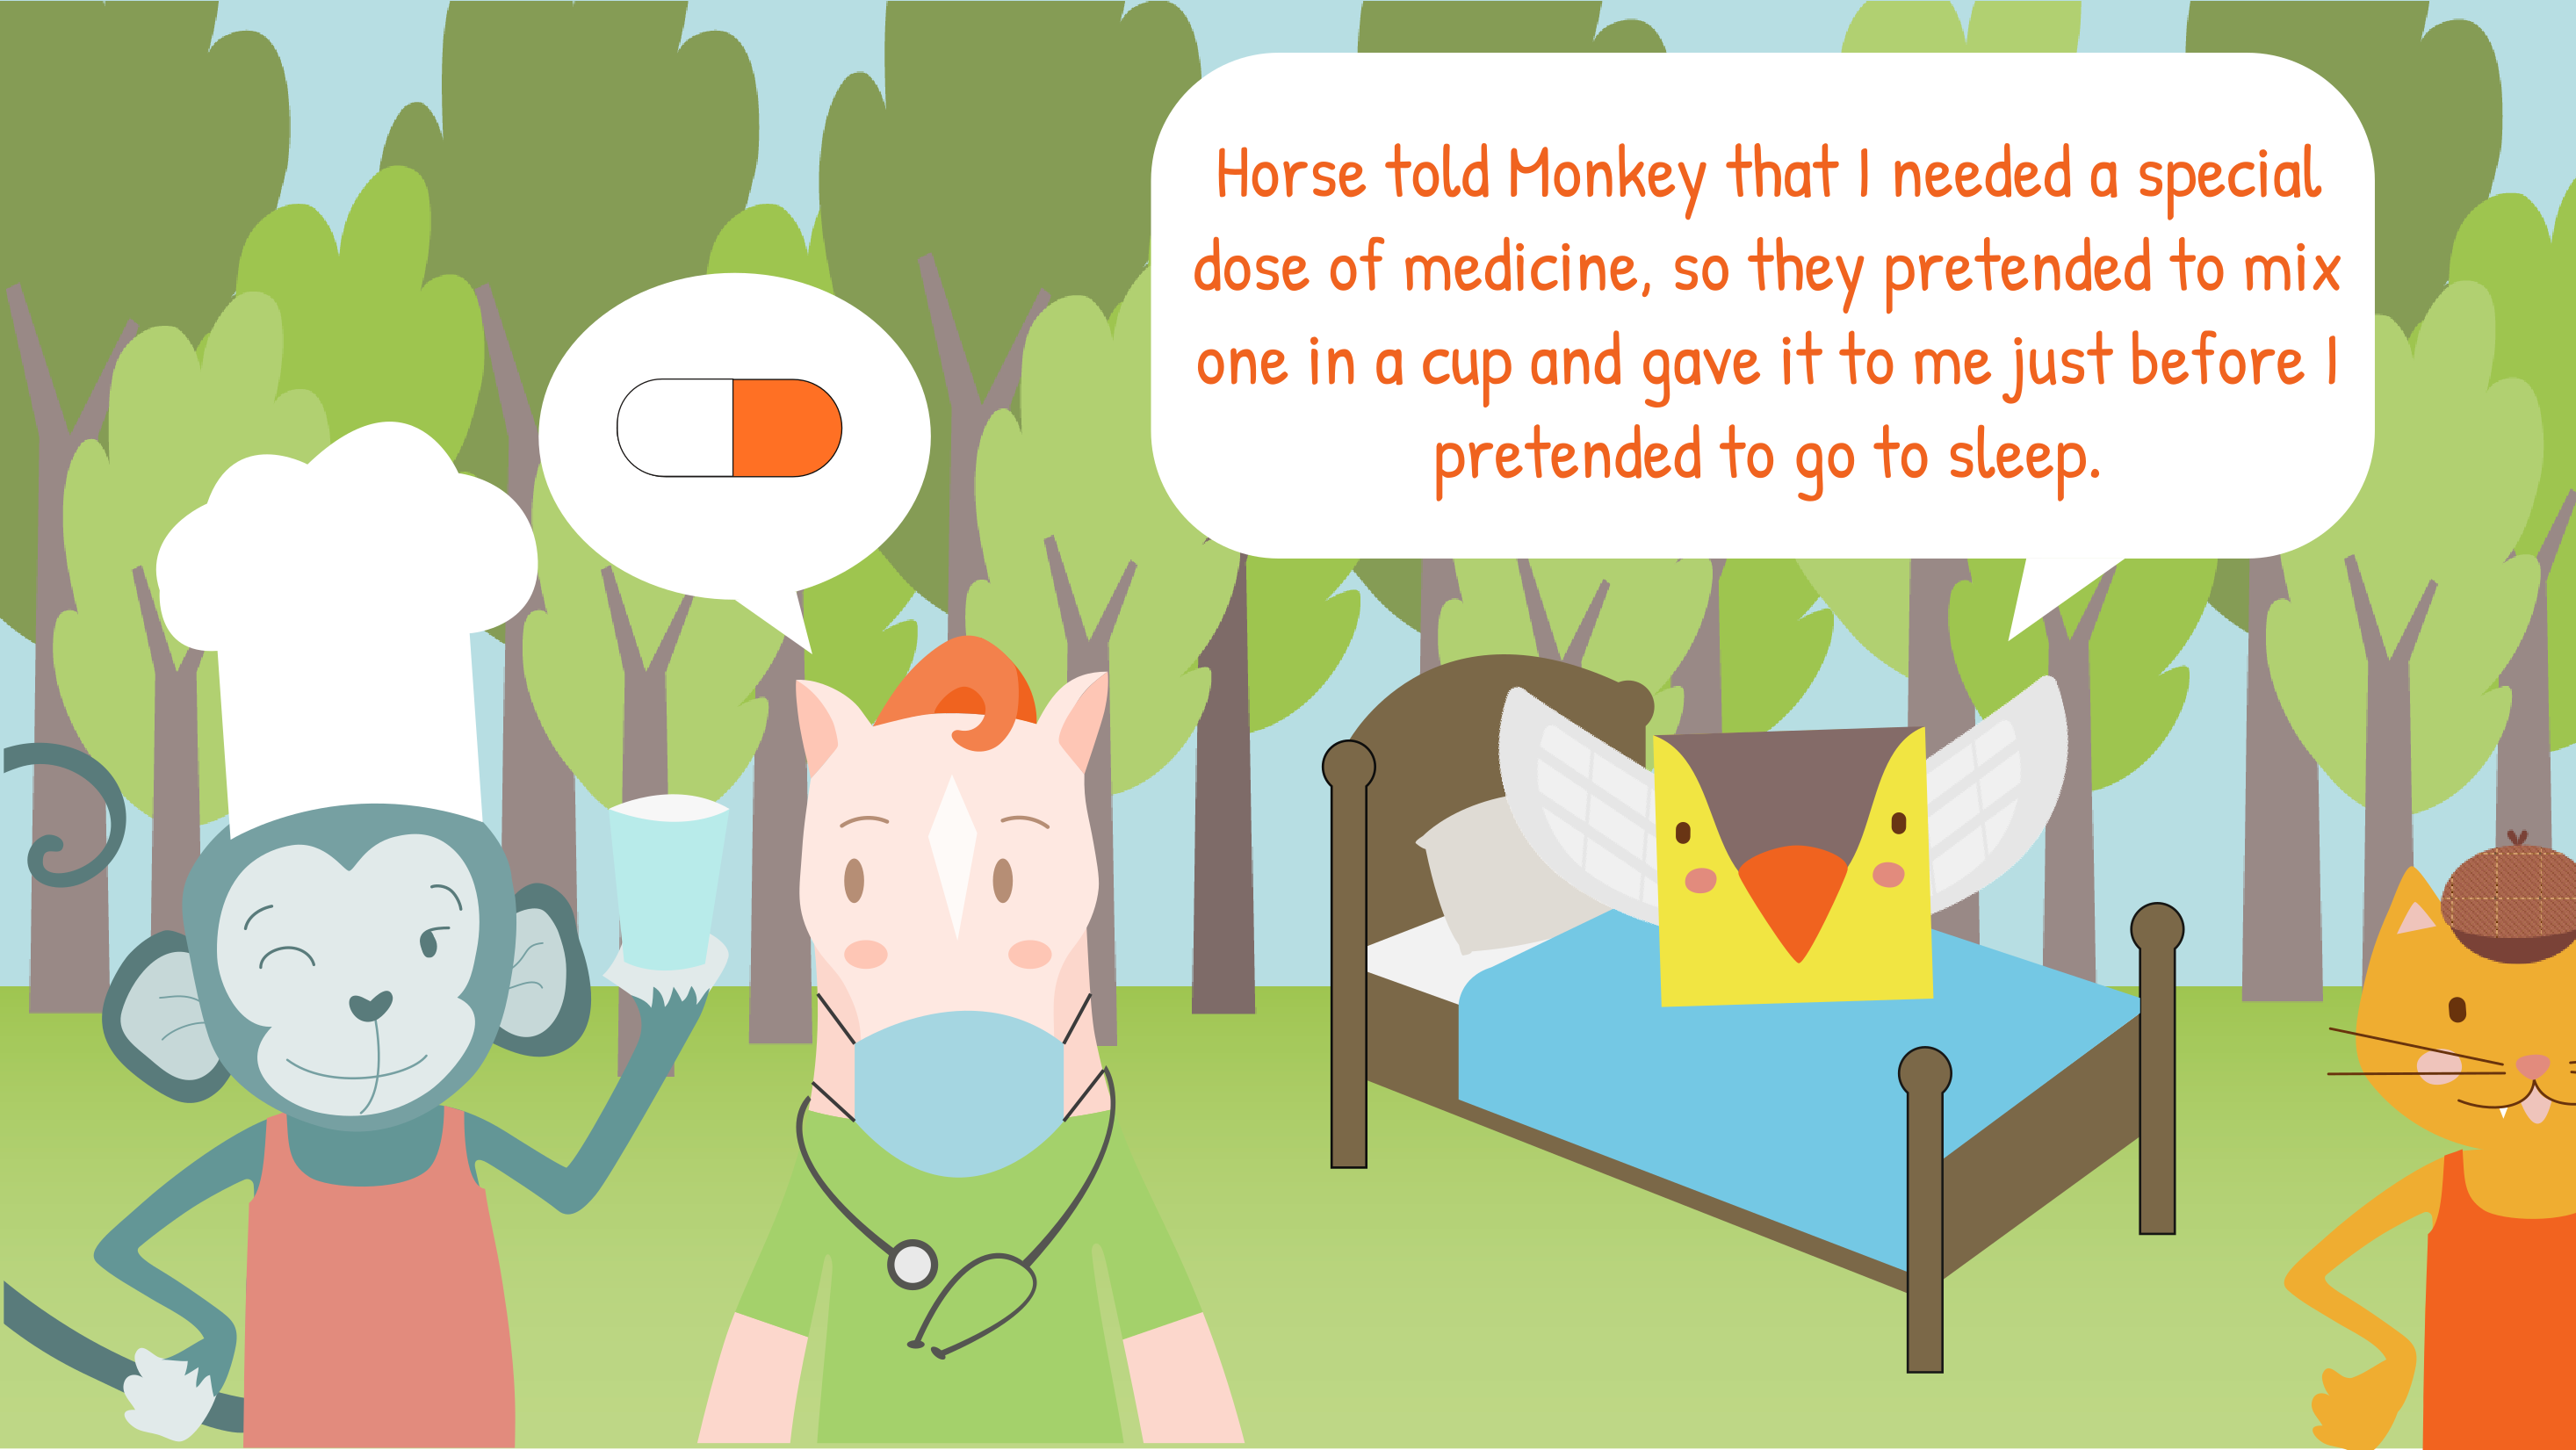 Horse told Monkey that I needed a special
dose of medicine, so they pretended to mix
one in a cup and gave it to me just before I
pretended to go to sleep.